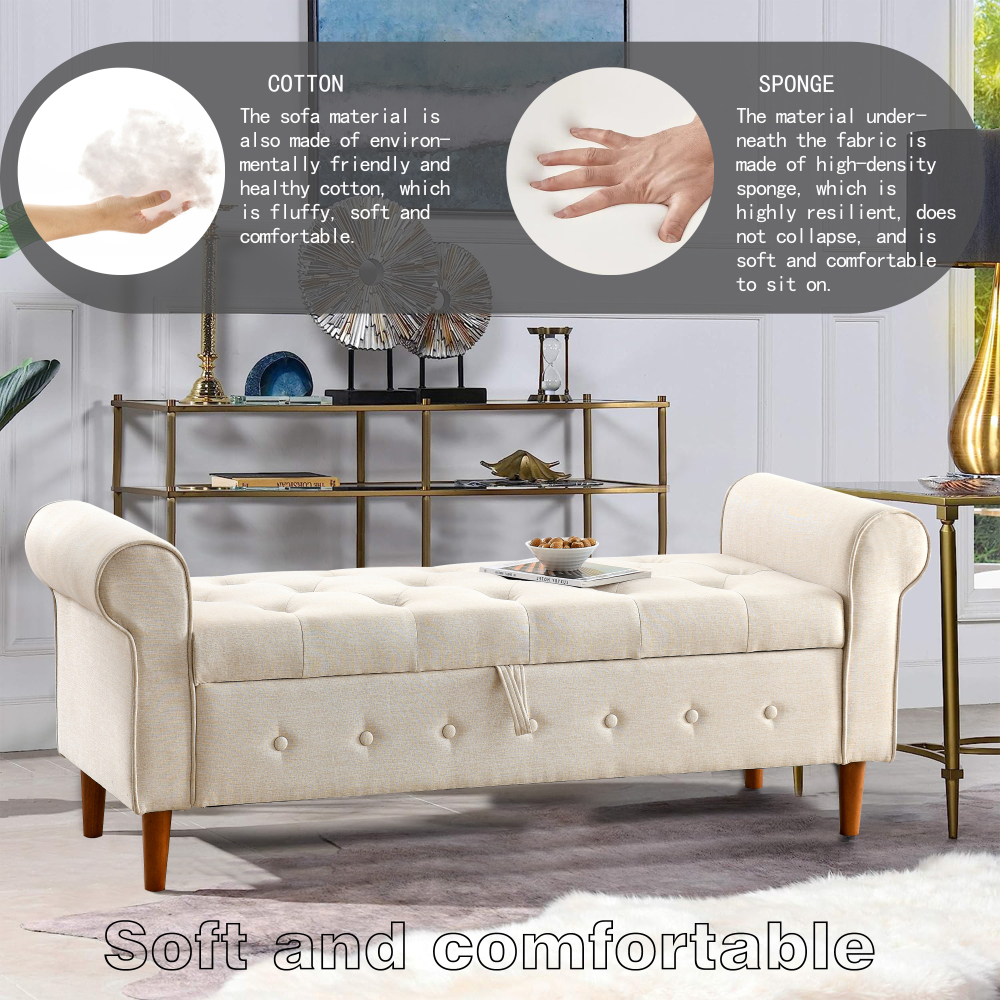 COTTON
The sofa material is
also made of environ-
mentally friendly and
healthy cotton, which
is fluffy, soft and
comfortable.
SPONGE
The material under-
neath the fabric is
made of high-density
sponge, which is
highly resilient, does
not collapse, and is
soft and comfortable
to sit on.
THE CORSICAN
Soft and comfortable